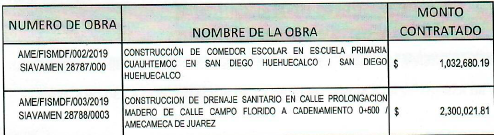 NUMERO DE OBRA
NOMBRE DE LA OBRA
MONTO
CONTRATADO
AME/FISMDF/002/2019
SIAVAMEN 28787/000
CONSTRUCCIÓN DE COMEDOR ESCOLAR EN ESCUELA PRIMARIA
CUAUHTEMOC EN SAN DIEGO HUEHUECALCO / SAN DIEGO
HUEHUECALCO
$ 1,032,680.19
AME/FISMDF/003/2019
SIAVAMEN 28788/0003
CONSTRUCCION DE DRENAJE SANITARIO EN CALLE PROLONGACION
MADERO DE CALLE CAMPO FLORIDO A CADENAMIENTO 0+500 /
AMECAMECA DE JUAREZ
$ 2,300,021.81